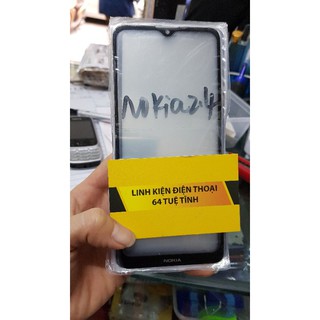 Nokia 2.4
LINH KIỆN ĐIỆN THOẠI
64 TUỆ TĨNH
NOKIA